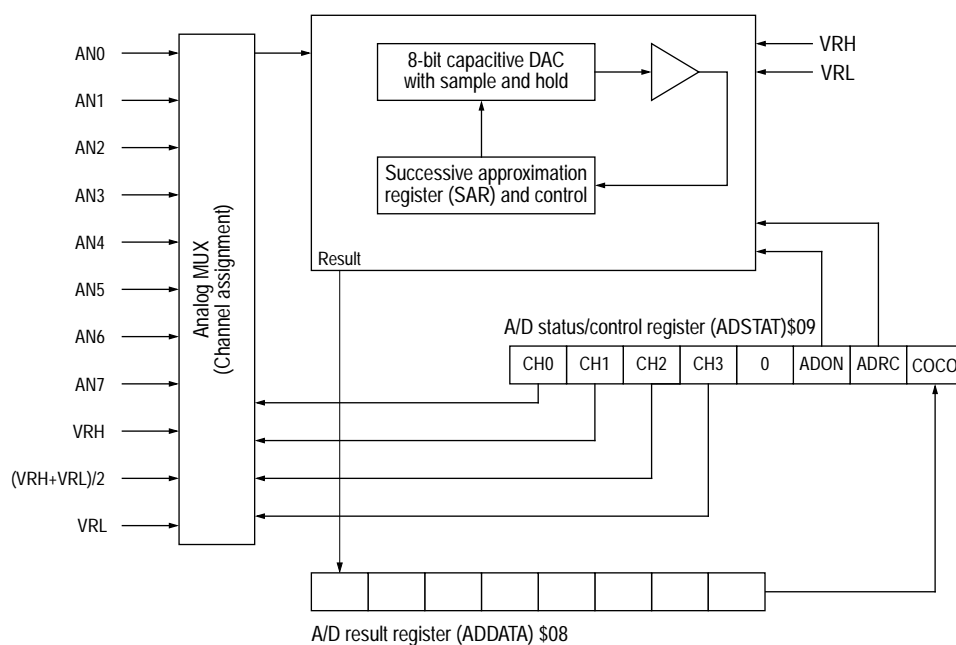 AN0
AN1
AN2
AN3
AN4
AN5
AN6
AN7
VRH
(VRH+VRL)/2
VRL
Analog MUX
(Channel assignment)
8-bit capacitive DAC
with sample and hold
Successive approximation
register (SAR) and control
Result
VRH
VRL
A/D status/control register (ADSTAT)$09
CH0 CH1 CH2 CH3 0 ADON ADRC COCO
A/D result register (ADDATA) $08